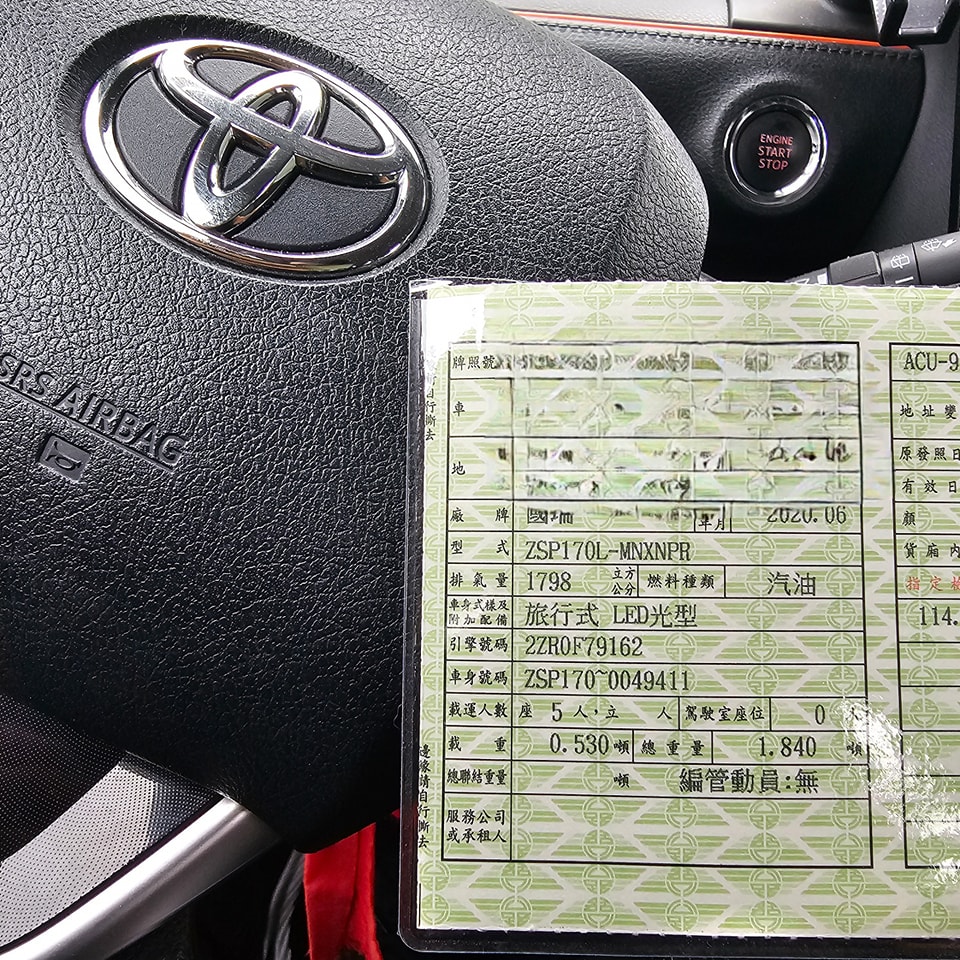 ENGINE
START
STOP
SRS AIRBAG
牌照號
車
地
廠牌 國瑞 年月 2020.06
型式 ZSP170L-MNXNPR
排氣量 1798 立方公分 燃料種類 汽油
車身式樣及附加配備 旅行式 LED光型
引擎號碼 2ZR0F79162
車身號碼 ZSP170~0049411
載運人數 座 5 人,立 人 駕駛室座位 0
載重 0.530 噸 總重量 1.840 噸
總聯結重量 噸 編管動員:無
服務公司或承租人
自行撕去
邊緣請自行撕去
ACU-9
地址變
原發照日
有效日
顏
貨廂內
指定檢
114.